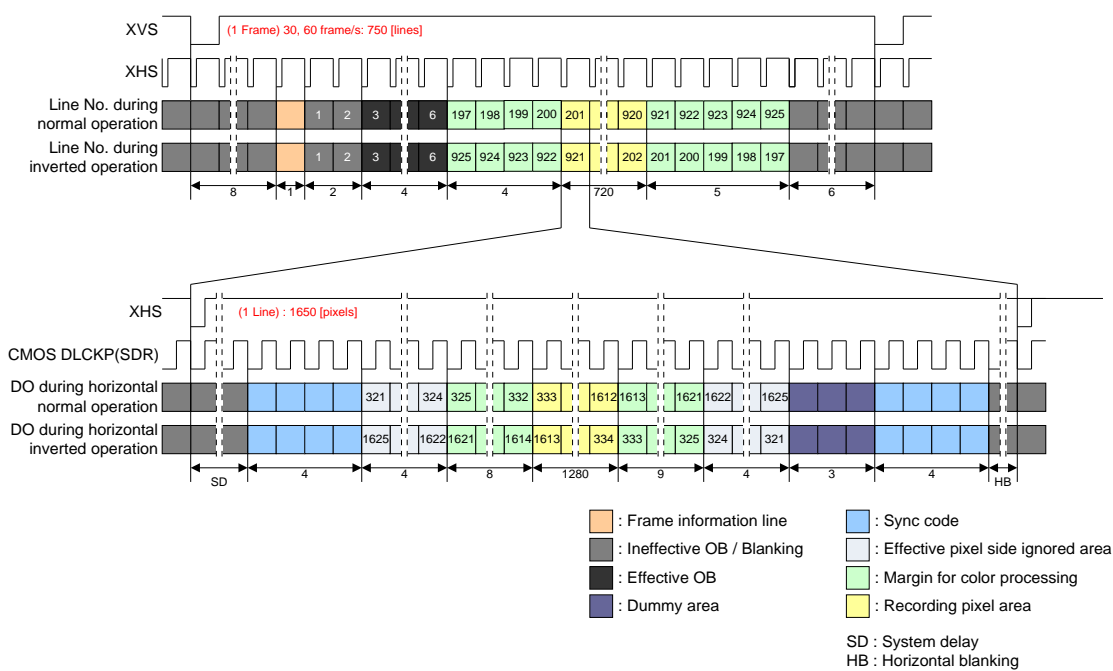 XVS
(1 Frame) 30, 60 frame/s: 750 [lines]
XHS
Line No. during
normal operation
1 2 3 6 197 198 199 200 201 920 921 922 923 924 925
Line No. during
inverted operation
1 2 3 6 925 924 923 922 921 202 201 200 199 198 197
8 1 2 4 4 720 5 6
XHS
(1 Line) : 1650 [pixels]
CMOS DLCKP(SDR)
DO during horizontal
normal operation
321 324 325 332 333 1612 1613 1621 1622 1625
DO during horizontal
inverted operation
1625 1622 1621 1614 1613 334 333 325 324 321
SD 4 4 8 1280 9 4 3 4 HB
: Frame information line
: Ineffective OB / Blanking
: Effective OB
: Dummy area
: Sync code
: Effective pixel side ignored area
: Margin for color processing
: Recording pixel area
SD : System delay
HB : Horizontal blanking